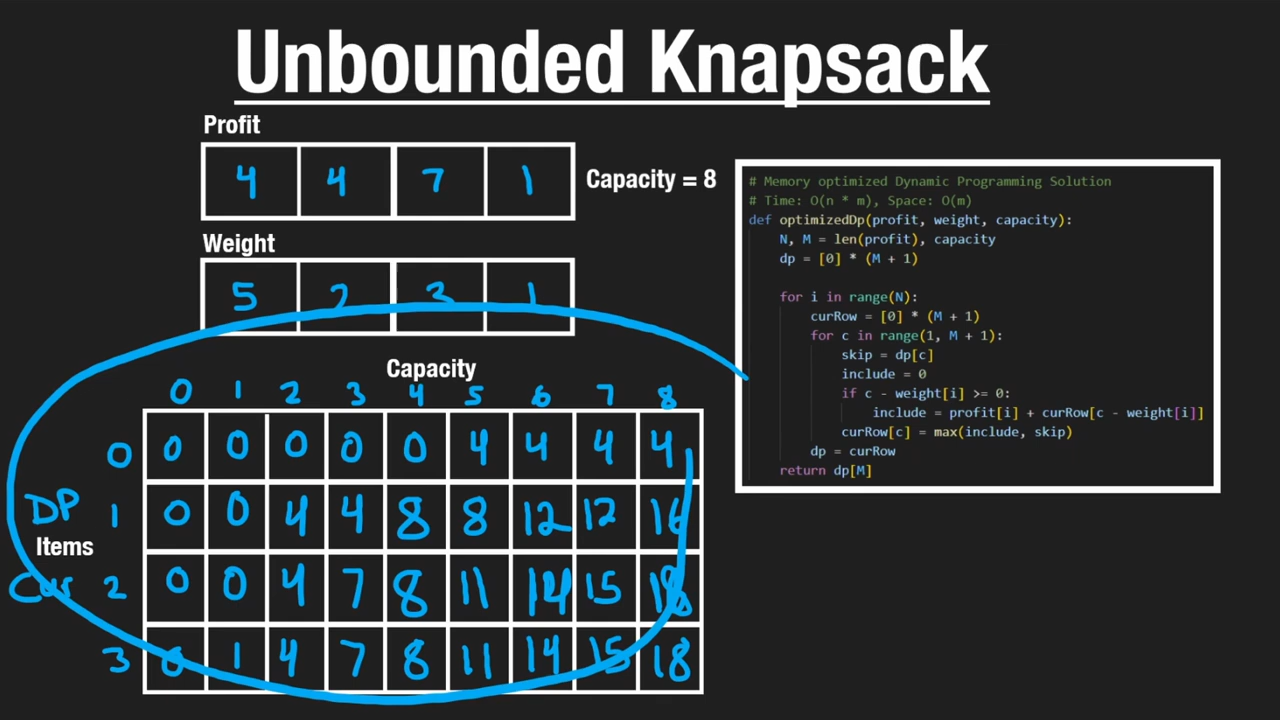 Unbounded Knapsack
Profit
4 4 7 1
Capacity = 8
Weight
5 2 3 1
# Memory optimized Dynamic Programming Solution
# Time: O(n * m), Space: O(m)
def optimizedDp(profit, weight, capacity):
    N, M = len(profit), capacity
    dp = [0] * (M + 1)
    for i in range(N):
        curRow = [0] * (M + 1)
        for c in range(1, M + 1):
            skip = dp[c]
            include = 0
            if c - weight[i] >= 0:
                include = profit[i] + curRow[c - weight[i]]
            curRow[c] = max(include, skip)
        dp = curRow
    return dp[M]
Capacity
0 1 2 3 4 5 6 7 8
0 0 0 0 0 0 4 4 4 4
DP 1 0 0 4 4 8 8 12 12 16
Items
Cur 2 0 0 4 7 8 11 14 15 18
3 0 1 4 7 8 11 14 15 18